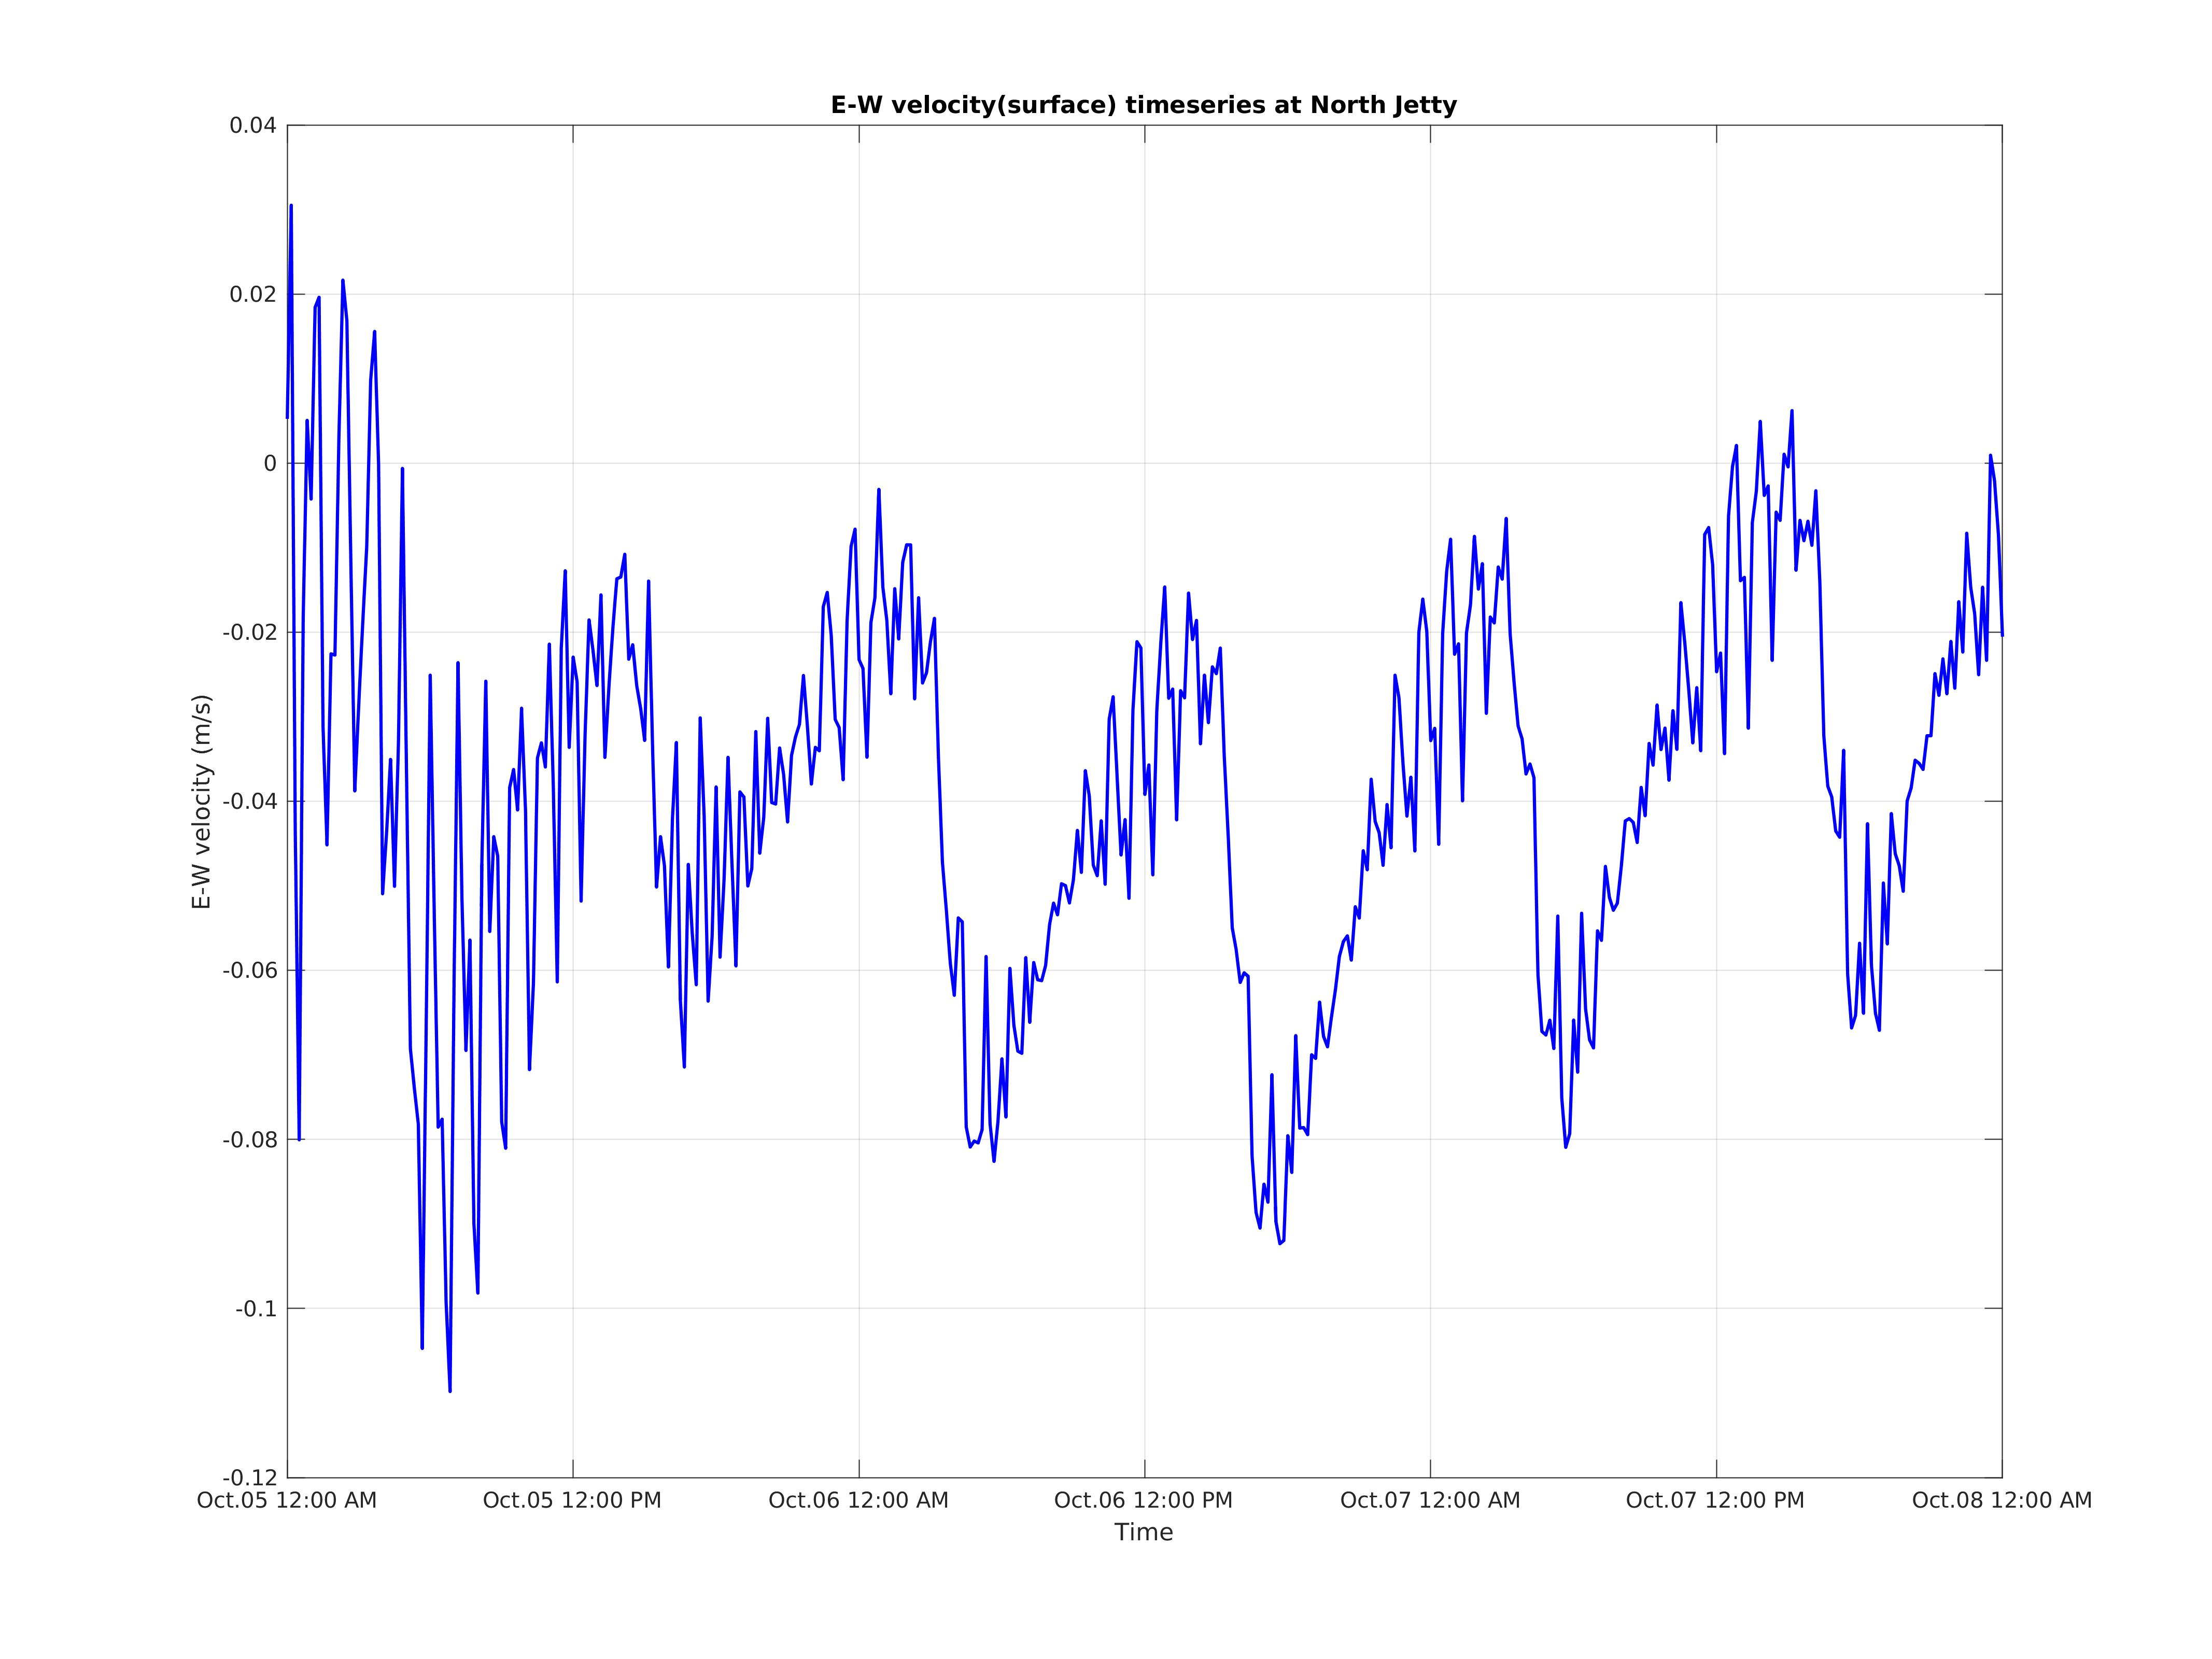 E-W velocity(surface) timeseries at North Jetty
0.04
0.02
0
-0.02
-0.04
-0.06
-0.08
-0.1
-0.12
E-W velocity (m/s)
Oct.05 12:00 AM Oct.05 12:00 PM Oct.06 12:00 AM Oct.06 12:00 PM Oct.07 12:00 AM Oct.07 12:00 PM Oct.08 12:00 AM
Time